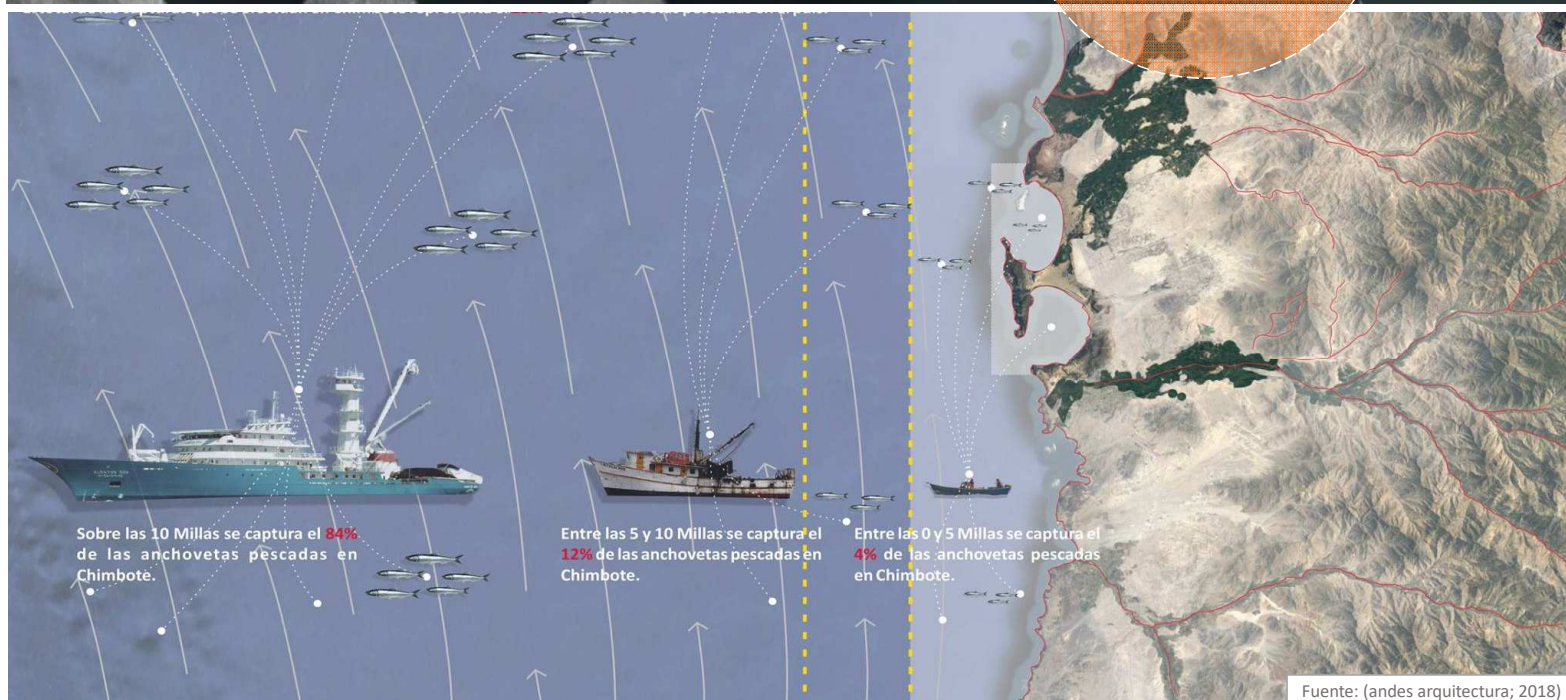 Sobre las 10 Millas se captura el 84%
de las anchovetas pescadas en
Chimbote.
Entre las 5 y 10 Millas se captura el
12% de las anchovetas pescadas en
Chimbote.
Entre las 0 y 5 Millas se captura el
4% de las anchovetas pescadas
en Chimbote.
Fuente: (andes arquitectura; 2018)